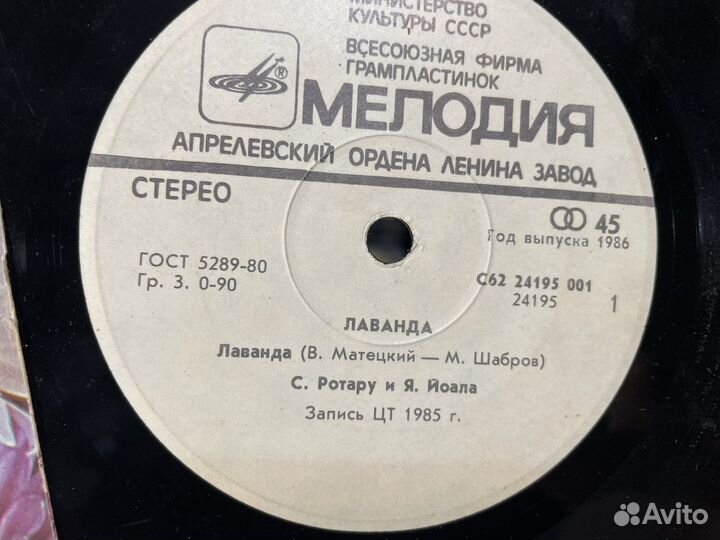 МИНИСТЕРСТВО
КУЛЬТУРЫ СССР
ВСЕСОЮЗНАЯ ФИРМА
ГРАМПЛАСТИНОК
®
МЕЛОДИЯ
АПРЕЛЕВСКИЙ ОРДЕНА ЛЕНИНА ЗАВОД
СТЕРЕО
45
Год выпуска 1986
ГОСТ 5289-80
Гр. 3. 0-90
С62 24195 001
24195
1
ЛАВАНДА
Лаванда (В. Матецкий — М. Шабров)
С. Ротару и Я. Йоала
Запись ЦТ 1985 г.
Avito